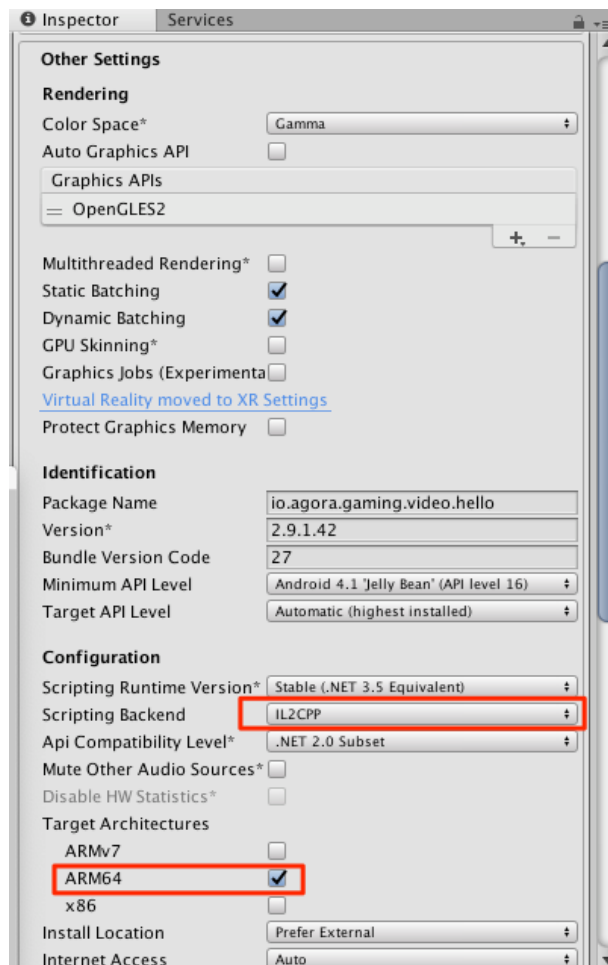 Inspector Services
Other Settings
Rendering
Color Space* Gamma
Auto Graphics API
Graphics APIs
OpenGLES2
Multithreaded Rendering*
Static Batching
Dynamic Batching
GPU Skinning*
Graphics Jobs (Experimenta
Virtual Reality moved to XR Settings
Protect Graphics Memory
Identification
Package Name io.agora.gaming.video.hello
Version* 2.9.1.42
Bundle Version Code 27
Minimum API Level Android 4.1 'Jelly Bean' (API level 16)
Target API Level Automatic (highest installed)
Configuration
Scripting Runtime Version* Stable (.NET 3.5 Equivalent)
Scripting Backend IL2CPP
Api Compatibility Level* .NET 2.0 Subset
Mute Other Audio Sources*
Disable HW Statistics*
Target Architectures
ARMv7
ARM64
x86
Install Location Prefer External
Internet Access Auto